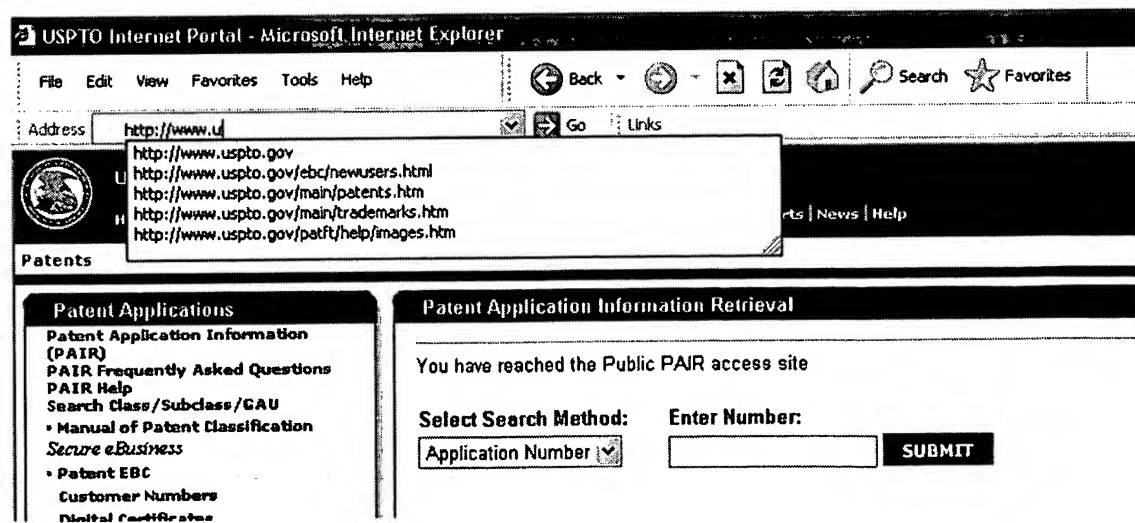 USPTO Internet Portal - Microsoft Internet Explorer
File Edit View Favorites Tools Help Back Search Favorites
Address http://www.u Go Links
http://www.uspto.gov
http://www.uspto.gov/ebc/newusers.html
http://www.uspto.gov/main/patents.htm
http://www.uspto.gov/main/trademarks.htm
http://www.uspto.gov/patft/help/images.htm
U
H rts | News | Help
Patents
Patent Applications
Patent Application Information
(PAIR)
PAIR Frequently Asked Questions
PAIR Help
Search Class/Subclass/GAU
• Manual of Patent Classification
Secure eBusiness
• Patent EBC
Customer Numbers
Digital Certificates
Patent Application Information Retrieval
You have reached the Public PAIR access site
Select Search Method: Enter Number:
Application Number SUBMIT